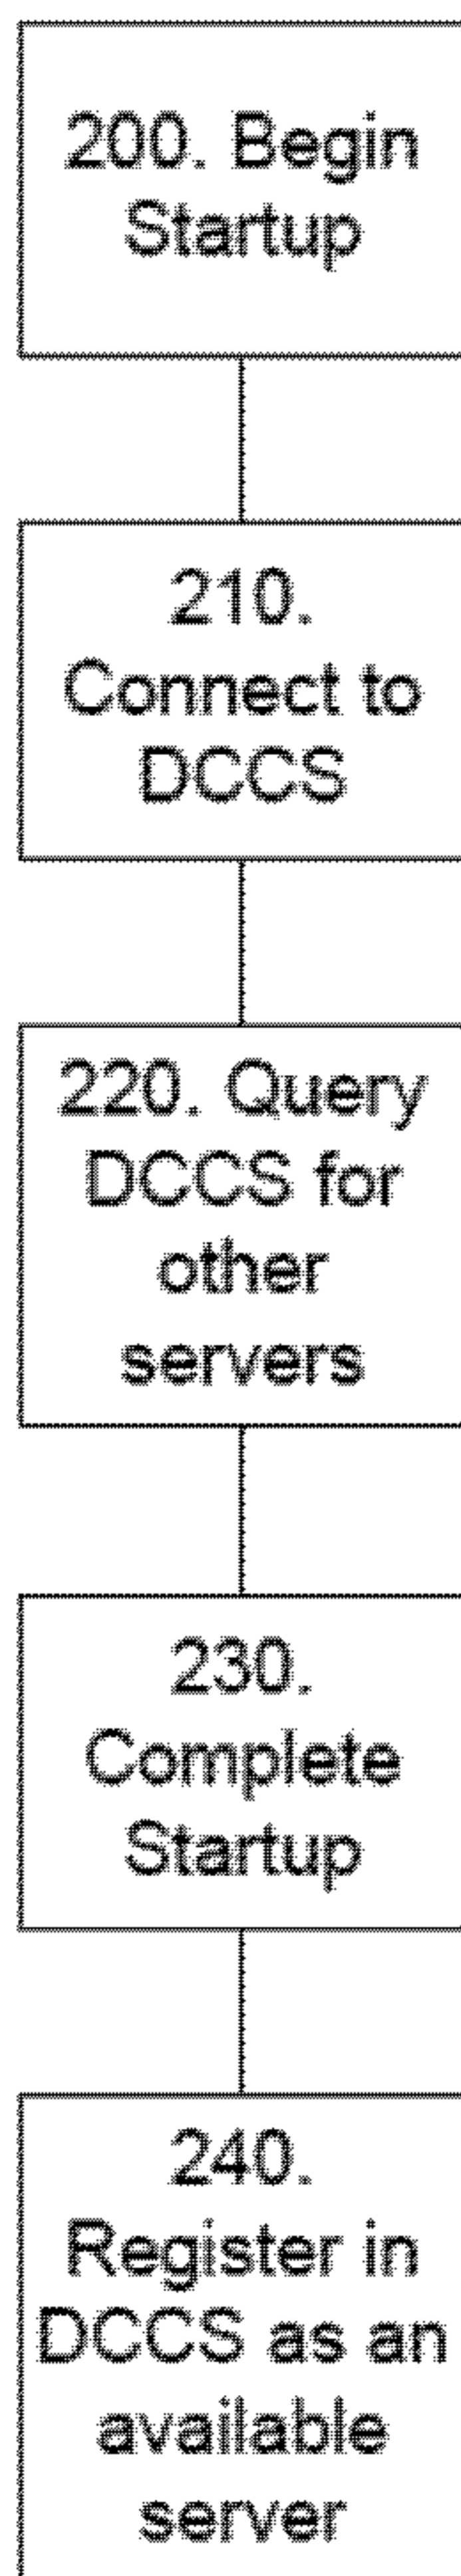 200. Begin
Startup
210.
Connect to
DCCS
220. Query
DCCS for
other
servers
230.
Complete
Startup
240.
Register in
DCCS as an
available
server